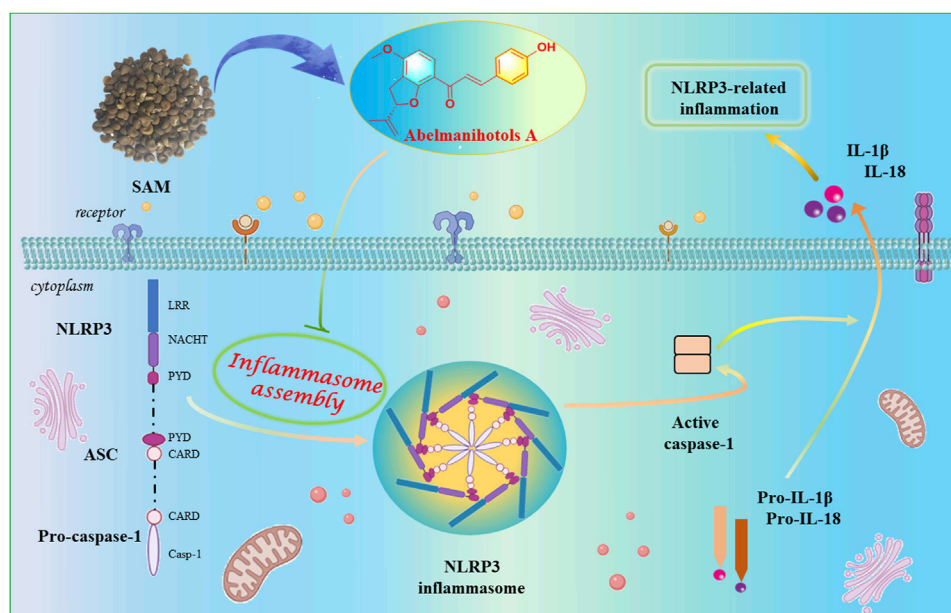 O
OH
O
O
Abelmanihotols A
SAM
NLRP3-related
inflammation
IL-1β
IL-18
receptor
cytoplasm
NLRP3
LRR
NACHT
PYD
ASC
PYD
CARD
Pro-caspase-1
CARD
Casp-1
Inflammasome
assembly
NLRP3
inflammasome
Active
caspase-1
Pro-IL-1β
Pro-IL-18